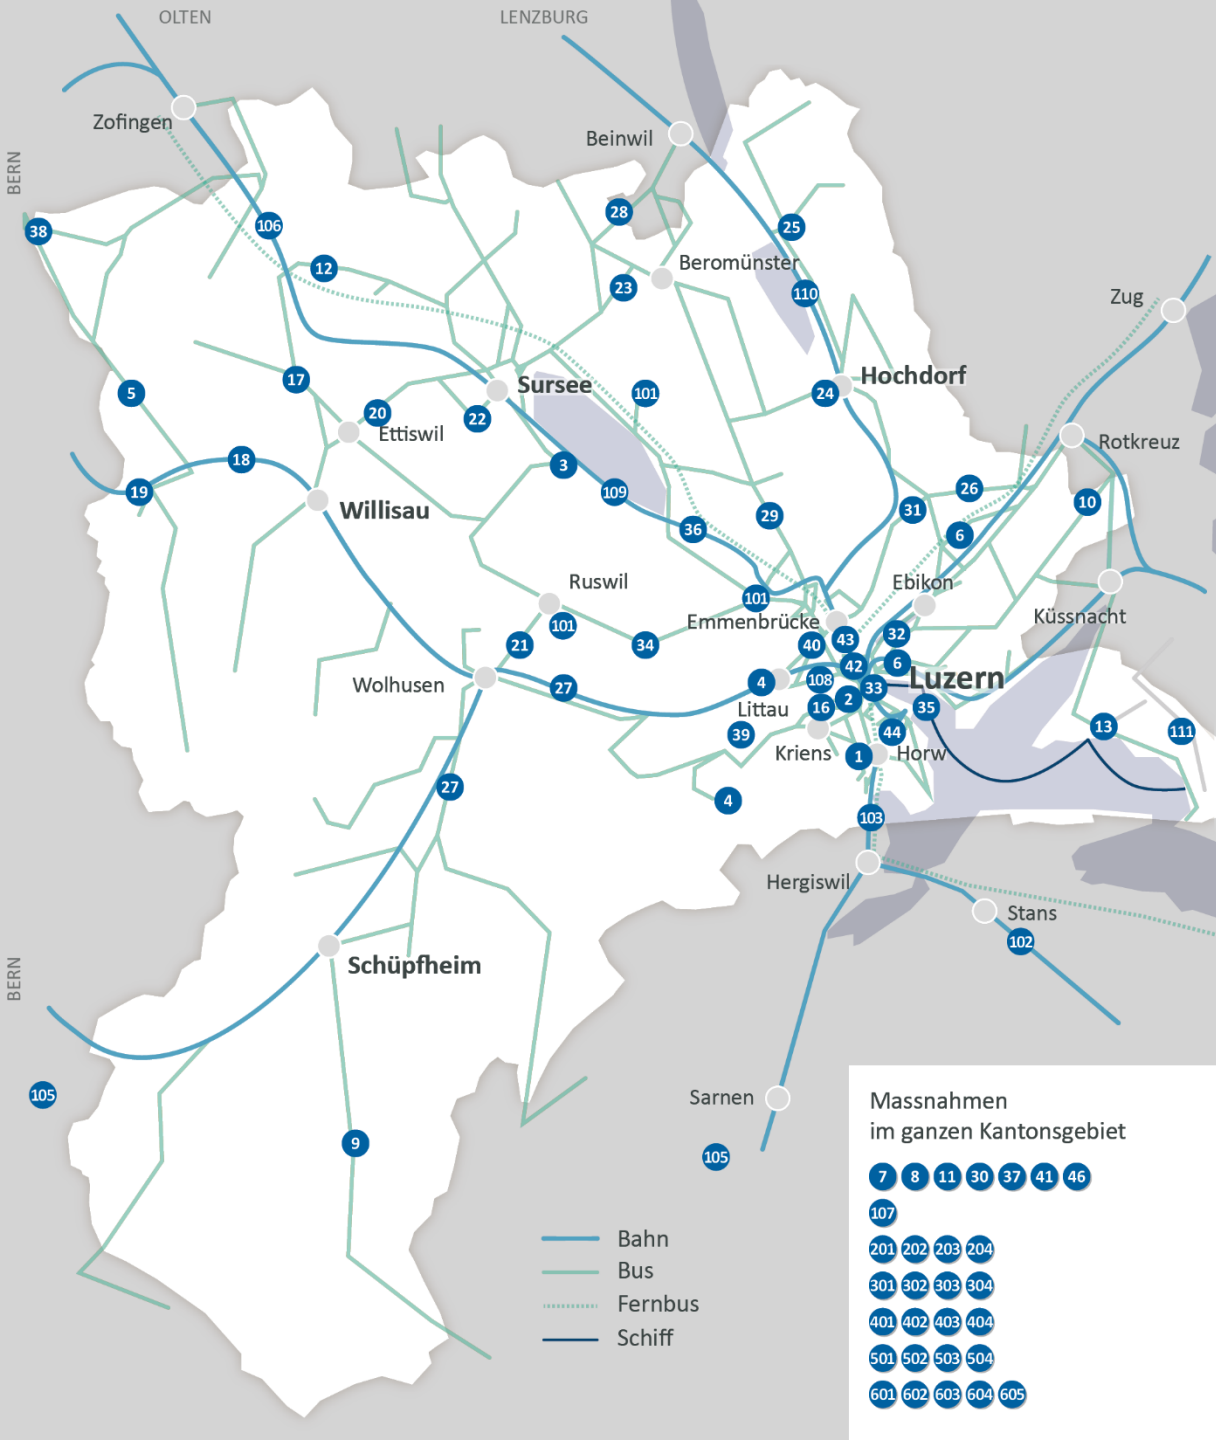 OLTEN
LENZBURG
Zofingen
Beinwil
BERN
28
25
38
106
12
Beromünster
23
110
Zug
Hochdorf
Sursee
5
17
20
22
101
24
Ettiswil
Rotkreuz
18
3
19
109
26
10
Willisau
36
29
31
6
Ruswil
Ebikon
101
Küssnacht
Emmenbrücke
101
21
34
40
43
32
42
6
Wolhusen
27
4
108
33
Luzern
Littau
16
2
35
39
Kriens
1
44
Horw
13
111
27
4
103
Hergiswil
Stans
102
Schüpfheim
BERN
105
Sarnen
9
105
Massnahmen
im ganzen Kantonsgebiet
7 8 11 30 37 41 46
107
201 202 203 204
301 302 303 304
401 402 403 404
501 502 503 504
601 602 603 604 605
Bahn
Bus
Fernbus
Schiff